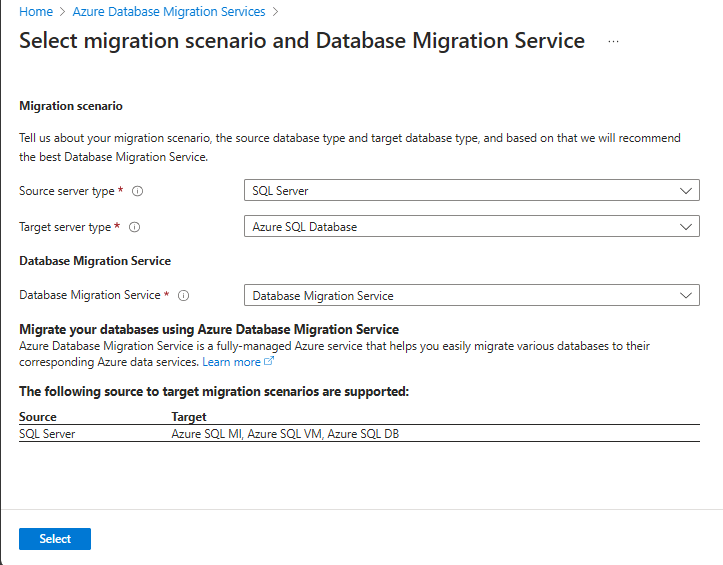 Home > Azure Database Migration Services >
Select migration scenario and Database Migration Service ...
Migration scenario
Tell us about your migration scenario, the source database type and target database type, and based on that we will recommend
the best Database Migration Service.
Source server type * SQL Server
Target server type * Azure SQL Database
Database Migration Service
Database Migration Service * Database Migration Service
Migrate your databases using Azure Database Migration Service
Azure Database Migration Service is a fully-managed Azure service that helps you easily migrate various databases to their
corresponding Azure data services. Learn more
The following source to target migration scenarios are supported:
Source Target
SQL Server Azure SQL MI, Azure SQL VM, Azure SQL DB
Select